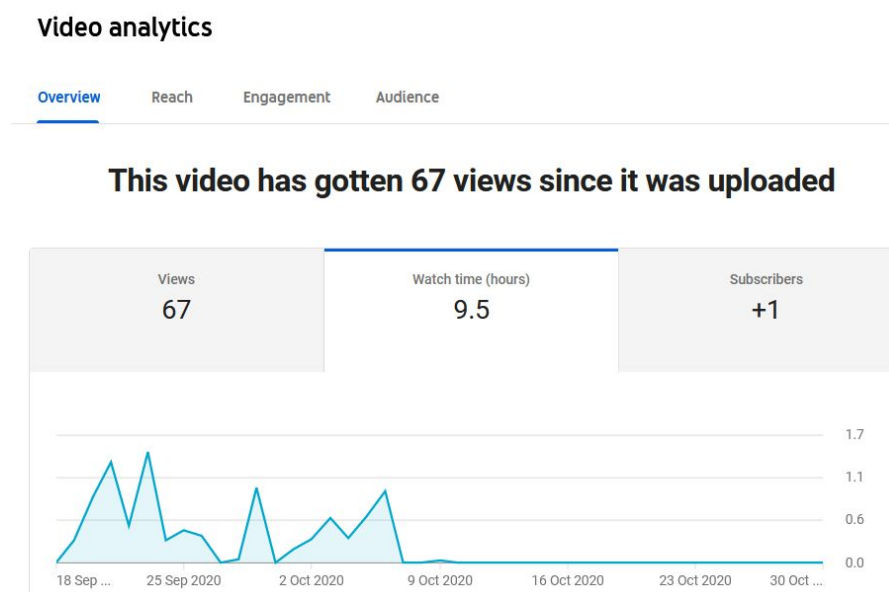 Video analytics
Overview Reach Engagement Audience
This video has gotten 67 views since it was uploaded
Views Watch time (hours) Subscribers
67 9.5 +1
1.7
1.1
0.6
0.0
18 Sep ... 25 Sep 2020 2 Oct 2020 9 Oct 2020 16 Oct 2020 23 Oct 2020 30 Oct ...